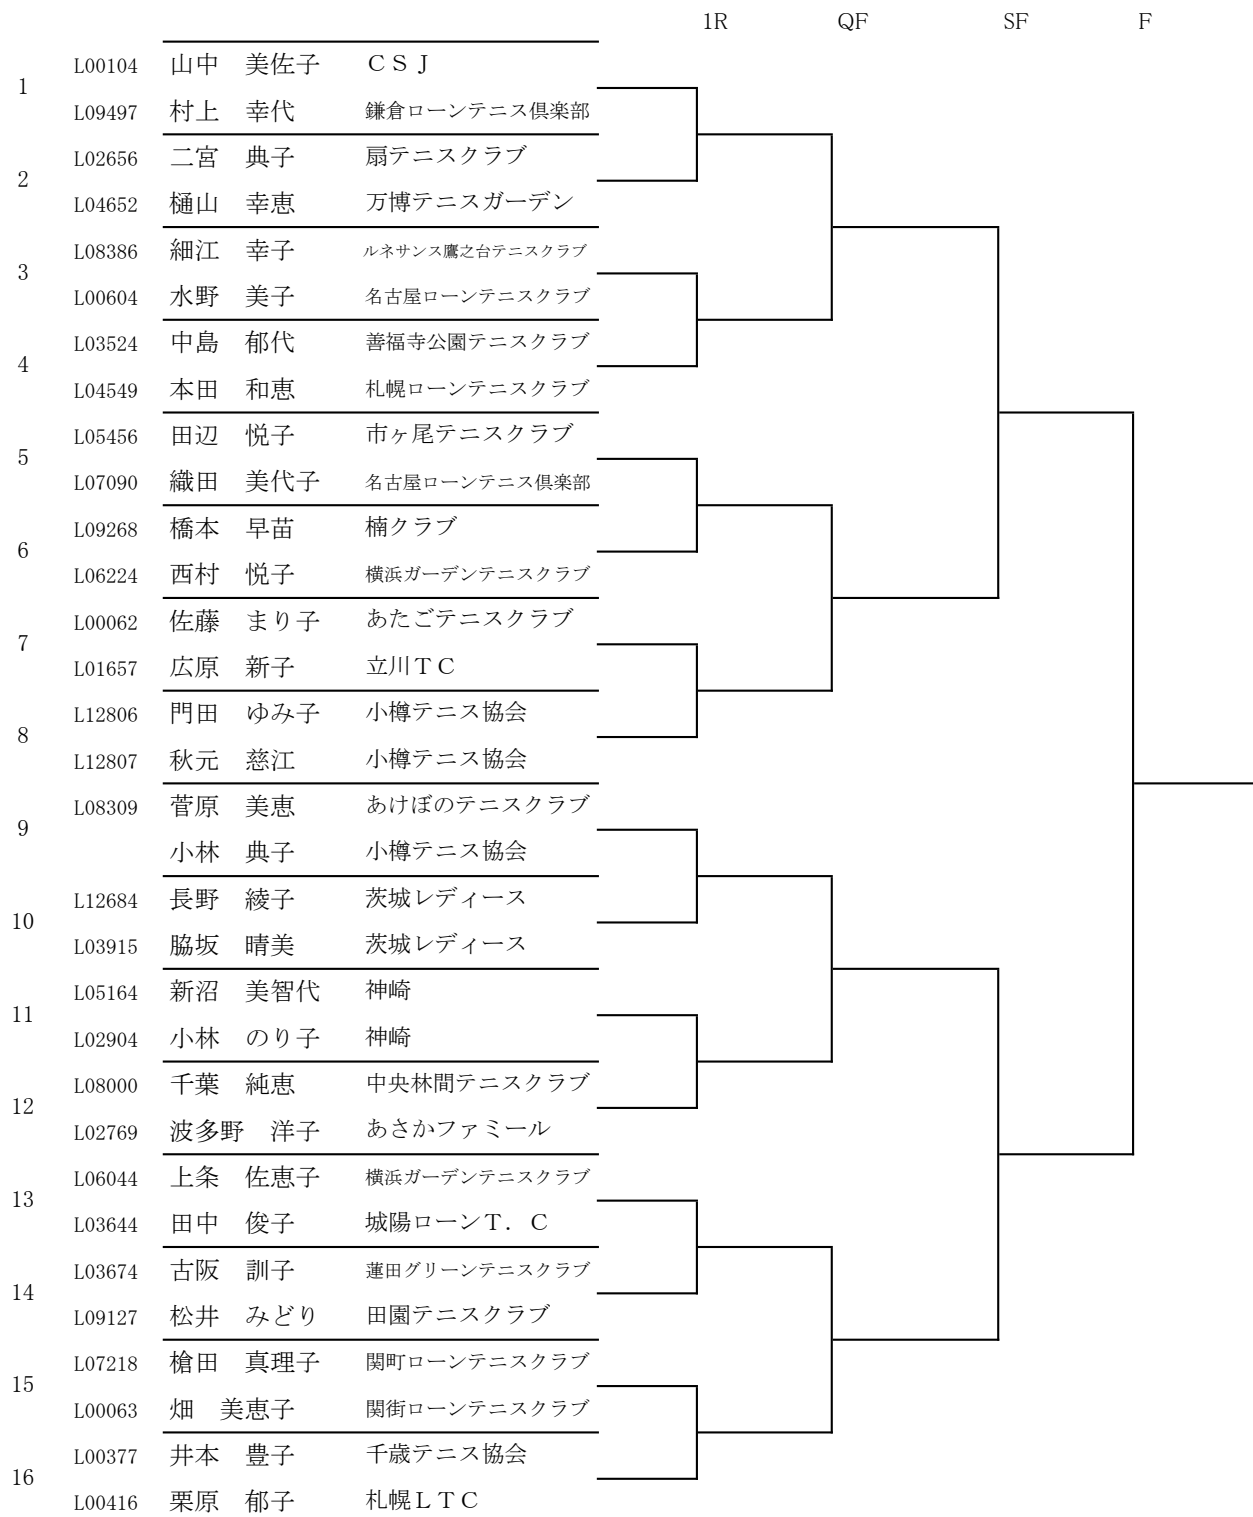 1R QF SF F
L00104 山中 美佐子 ＣＳＪ
1
L09497 村上 幸代 鎌倉ローンテニス倶楽部
L02656 二宮 典子 扇テニスクラブ
2
L04652 樋山 幸恵 万博テニスガーデン
L08386 細江 幸子 ルネサンス鷹之台テニスクラブ
3
L00604 水野 美子 名古屋ローンテニスクラブ
L03524 中島 郁代 善福寺公園テニスクラブ
4
L04549 本田 和恵 札幌ローンテニスクラブ
L05456 田辺 悦子 市ヶ尾テニスクラブ
5
L07090 織田 美代子 名古屋ローンテニス倶楽部
L09268 橋本 早苗 楠クラブ
6
L06224 西村 悦子 横浜ガーデンテニスクラブ
L00062 佐藤 まり子 あたごテニスクラブ
7
L01657 広原 新子 立川ＴＣ
L12806 門田 ゆみ子 小樽テニス協会
8
L12807 秋元 慈江 小樽テニス協会
L08309 菅原 美恵 あけぼのテニスクラブ
9
小林 典子 小樽テニス協会
L12684 長野 綾子 茨城レディース
10
L03915 脇坂 晴美 茨城レディース
L05164 新沼 美智代 神崎
11
L02904 小林 のり子 神崎
L08000 千葉 純恵 中央林間テニスクラブ
12
L02769 波多野 洋子 あさかファミール
L06044 上条 佐恵子 横浜ガーデンテニスクラブ
13
L03644 田中 俊子 城陽ローンＴ．Ｃ
L03674 古阪 訓子 蓮田グリーンテニスクラブ
14
L09127 松井 みどり 田園テニスクラブ
L07218 槍田 真理子 関町ローンテニスクラブ
15
L00063 畑 美恵子 関街ローンテニスクラブ
L00377 井本 豊子 千歳テニス協会
16
L00416 栗原 郁子 札幌ＬＴＣ